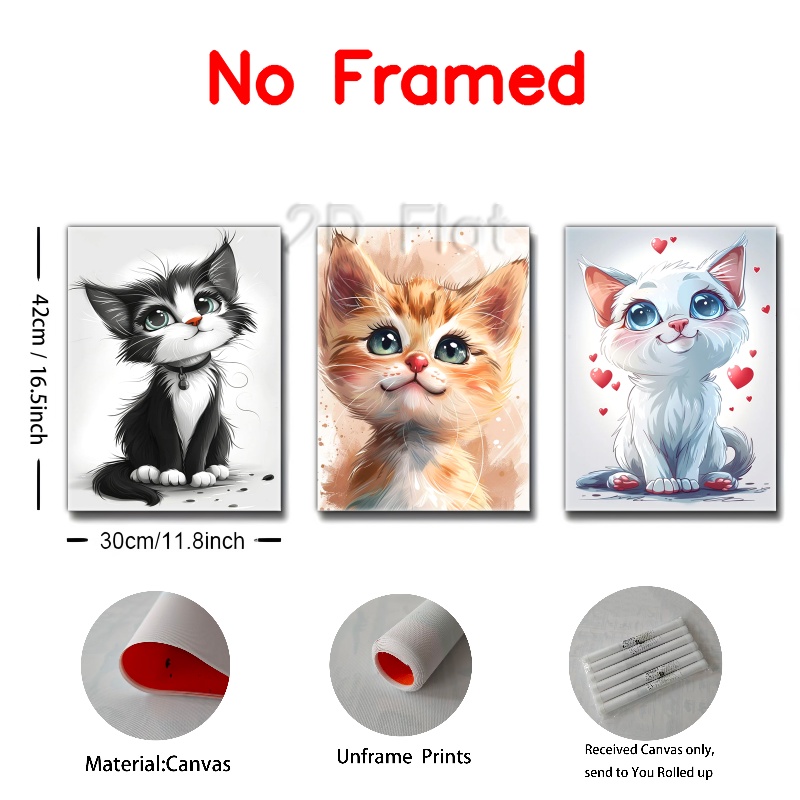 No Framed
2D Flat
42cm / 16.5inch
30cm/11.8inch
Material:Canvas
Unframe Prints
Received Canvas only,
send to You Rolled up